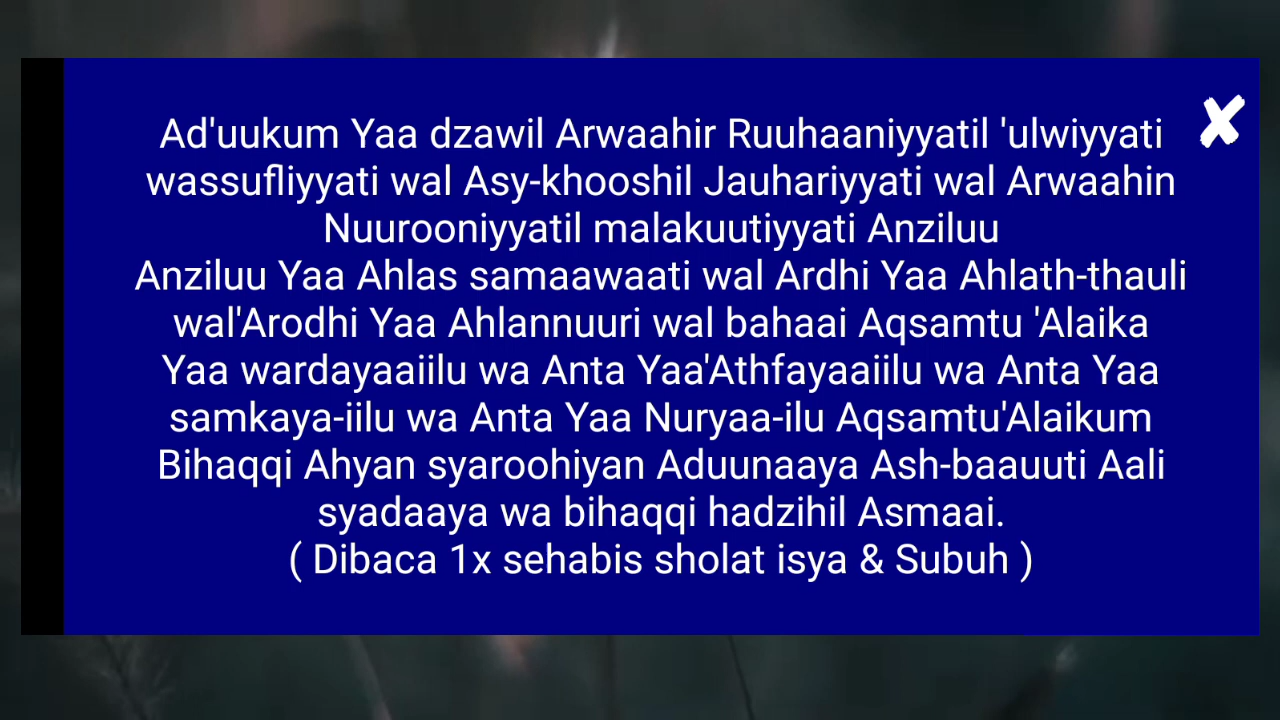 Ad'uukum Yaa dzawil Arwaahir Ruuhaaniyyatil 'ulwiyyati
wassufliyyati wal Asy-khooshil Jauhariyyati wal Arwaahin
Nuurooniyyatil malakuutiyyati Anziluu
Anziluu Yaa Ahlas samaawaati wal Ardhi Yaa Ahlath-thauli
wal'Arodhi Yaa Ahlannuuri wal bahaai Aqsamtu 'Alaika
Yaa wardayaaiilu wa Anta Yaa'Athfayaaiilu wa Anta Yaa
samkaya-iilu wa Anta Yaa Nuryaa-ilu Aqsamtu'Alaikum
Bihaqqi Ahyan syaroohiyan Aduunaaya Ash-baauuti Aali
syadaaya wa bihaqqi hadzihil Asmaai.
( Dibaca 1x sehabis sholat isya & Subuh )